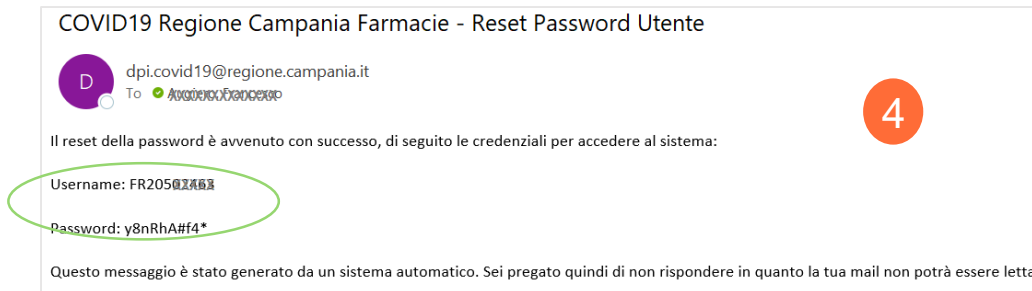 COVID19 Regione Campania Farmacie - Reset Password Utente
D
dpi.covid19@regione.campania.it
To
4
Il reset della password è avvenuto con successo, di seguito le credenziali per accedere al sistema:
Username:
Password: y8nRhA#f4*
Questo messaggio è stato generato da un sistema automatico. Sei pregato quindi di non rispondere in quanto la tua mail non potrà essere letta